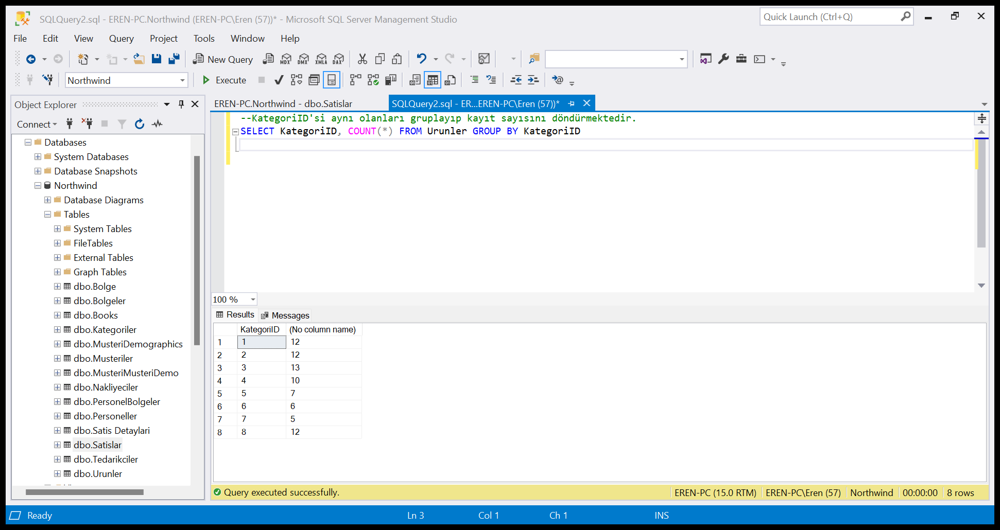 SQLQuery2.sql - EREN-PC.Northwind (EREN-PC\Eren (57))* - Microsoft SQL Server Management Studio
Quick Launch (Ctrl+Q)
File Edit View Query Project Tools Window Help
New Query MDX DMX XMLA DAX
Northwind Execute
Object Explorer
Connect
Databases
System Databases
Database Snapshots
Northwind
Database Diagrams
Tables
System Tables
FileTables
External Tables
Graph Tables
dbo.Bolge
dbo.Bolgeler
dbo.Books
dbo.Kategoriler
dbo.MusteriDemographics
dbo.Musteriler
dbo.MusteriMusteriDemo
dbo.Nakliyeciler
dbo.PersonelBolgeler
dbo.Personeller
dbo.Satis Detaylari
dbo.Satislar
dbo.Tedarikciler
dbo.Urunler
EREN-PC.Northwind - dbo.Satislar
SQLQuery2.sql - ER...EREN-PC\Eren (57))*
--KategoriID'si aynı olanları gruplayıp kayıt sayısını döndürmektedir.
SELECT KategoriID, COUNT(*) FROM Urunler GROUP BY KategoriID
100 %
Results Messages
KategoriID (No column name)
1 1 12
2 2 12
3 3 13
4 4 10
5 5 7
6 6 6
7 7 5
8 8 12
Query executed successfully.
EREN-PC (15.0 RTM) EREN-PC\Eren (57) Northwind 00:00:00 8 rows
Ready Ln 3 Col 1 Ch 1 INS